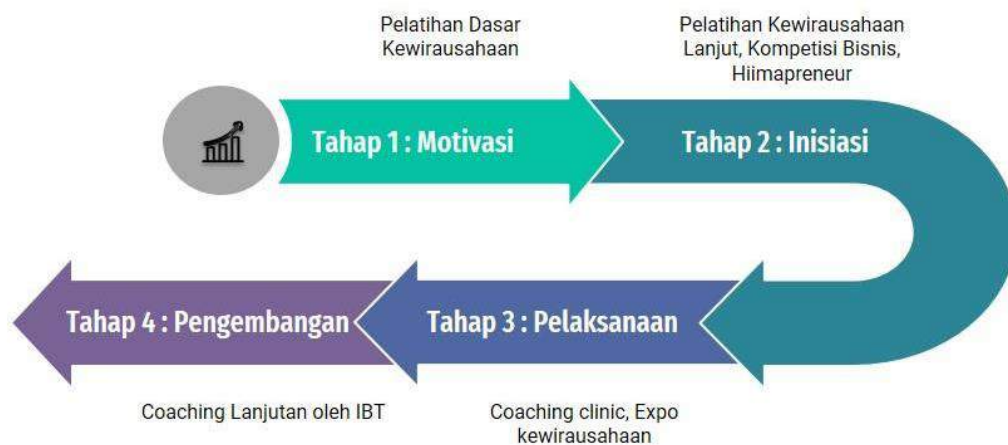 Pelatihan Dasar
Kewirausahaan
Pelatihan Kewirausahaan
Lanjut, Kompetisi Bisnis,
Hiimapreneur
Tahap 1 : Motivasi
Tahap 2 : Inisiasi
Tahap 3 : Pelaksanaan
Coaching clinic, Expo
kewirausahaan
Tahap 4 : Pengembangan
Coaching Lanjutan oleh IBT